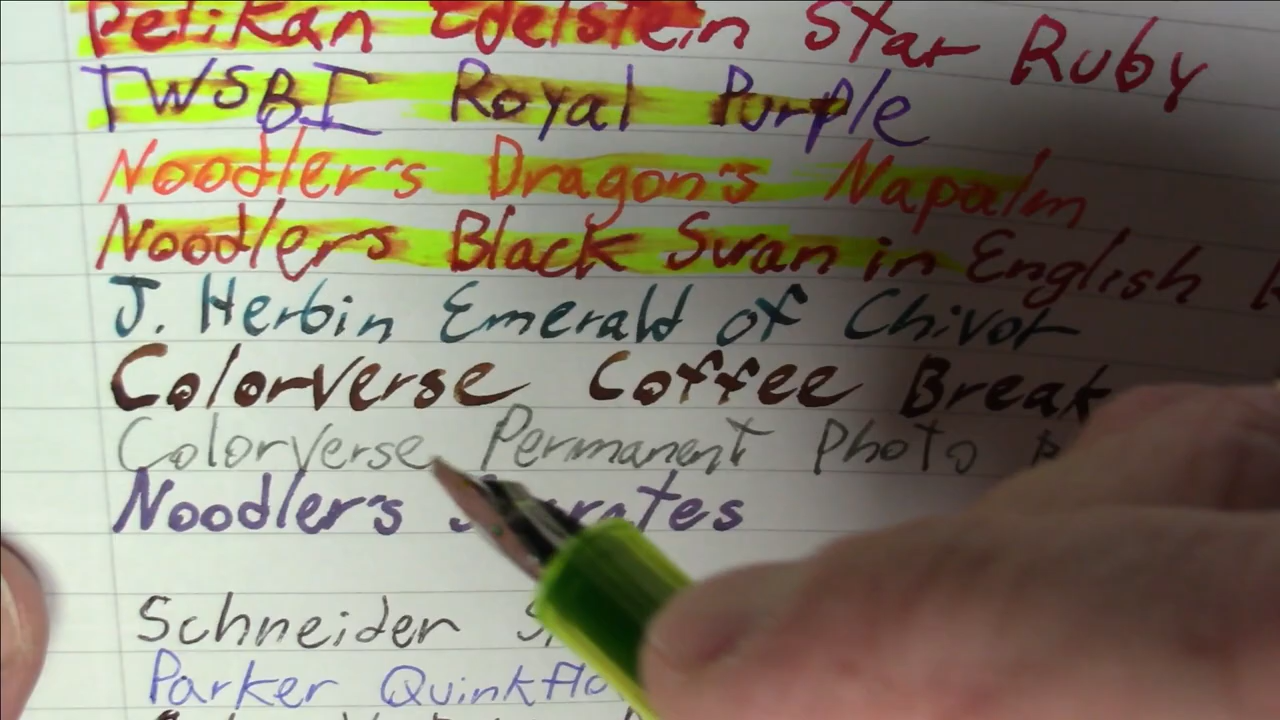 Pelikan Edelstein Star Ruby
TWSBI Royal Purple
Noodler's Dragon's Napalm
Noodlers Black Swan in English
J. Herbin Emerald of Chivor
Colorverse Coffee Break
Colorverse Permanent Photo
Noodler's
Schneider
Parker